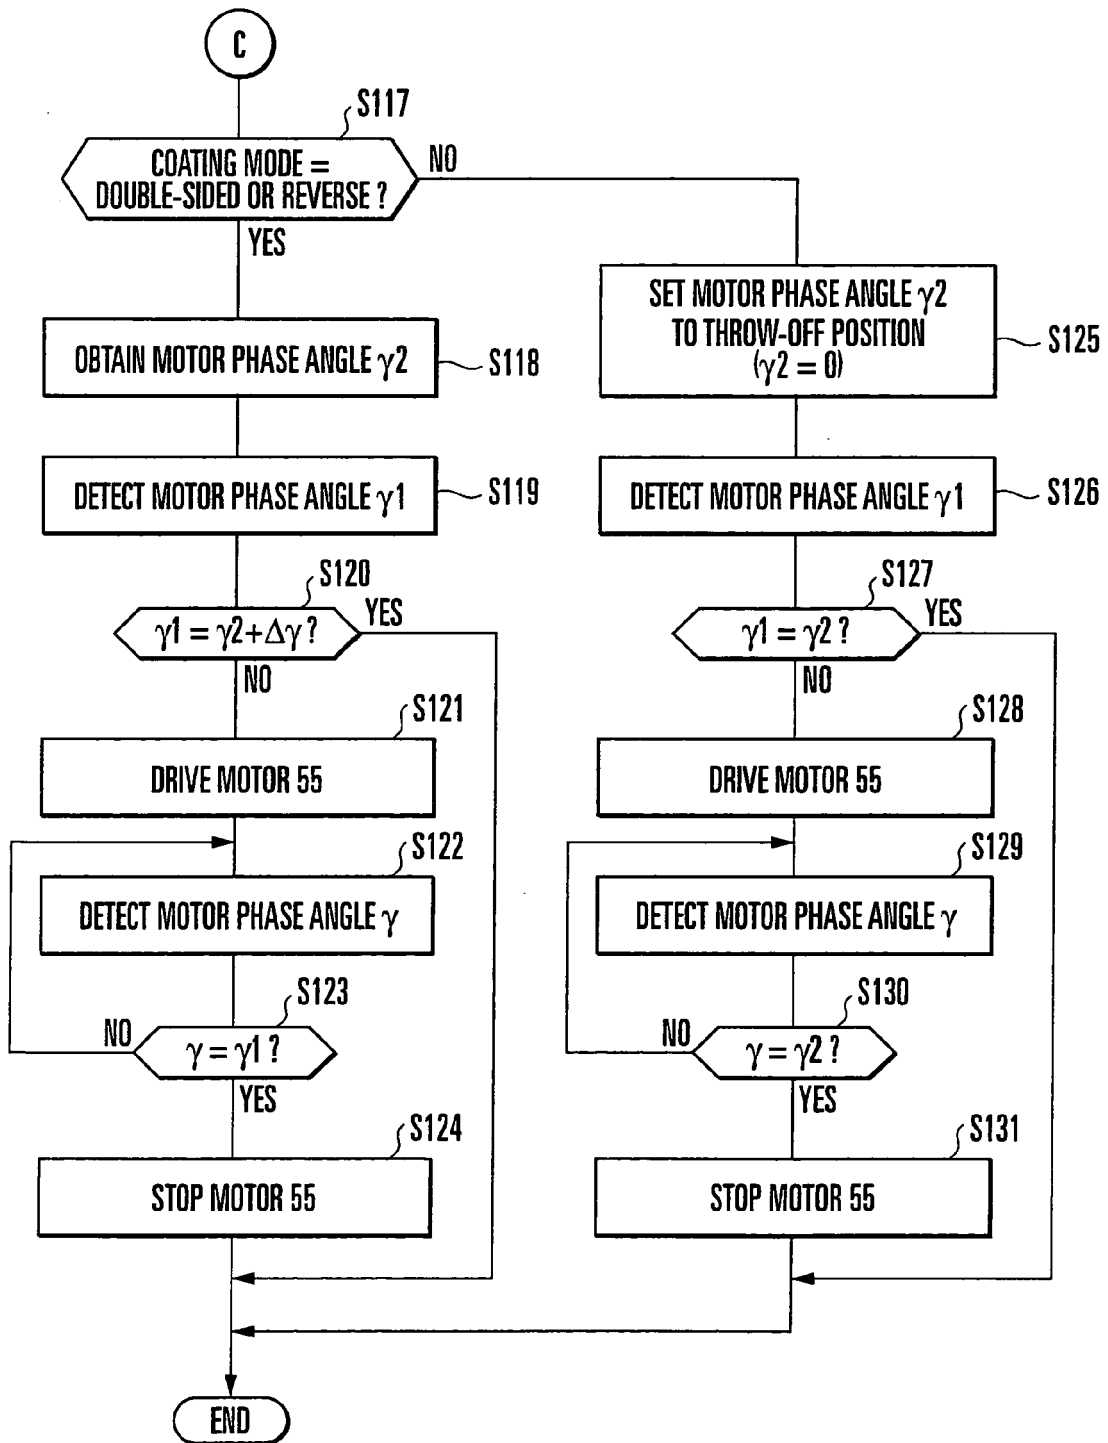 C
S117
COATING MODE =
DOUBLE-SIDED OR REVERSE ?
NO
YES
OBTAIN MOTOR PHASE ANGLE γ2
S118
DETECT MOTOR PHASE ANGLE γ1
S119
S120
γ1 = γ2+Δγ ?
YES
NO
S121
DRIVE MOTOR 55
S122
DETECT MOTOR PHASE ANGLE γ
S123
NO
γ = γ1 ?
YES
S124
STOP MOTOR 55
SET MOTOR PHASE ANGLE γ2
TO THROW-OFF POSITION
(γ2 = 0)
S125
DETECT MOTOR PHASE ANGLE γ1
S126
S127
γ1 = γ2 ?
YES
NO
S128
DRIVE MOTOR 55
S129
DETECT MOTOR PHASE ANGLE γ
S130
NO
γ = γ2 ?
YES
S131
STOP MOTOR 55
END